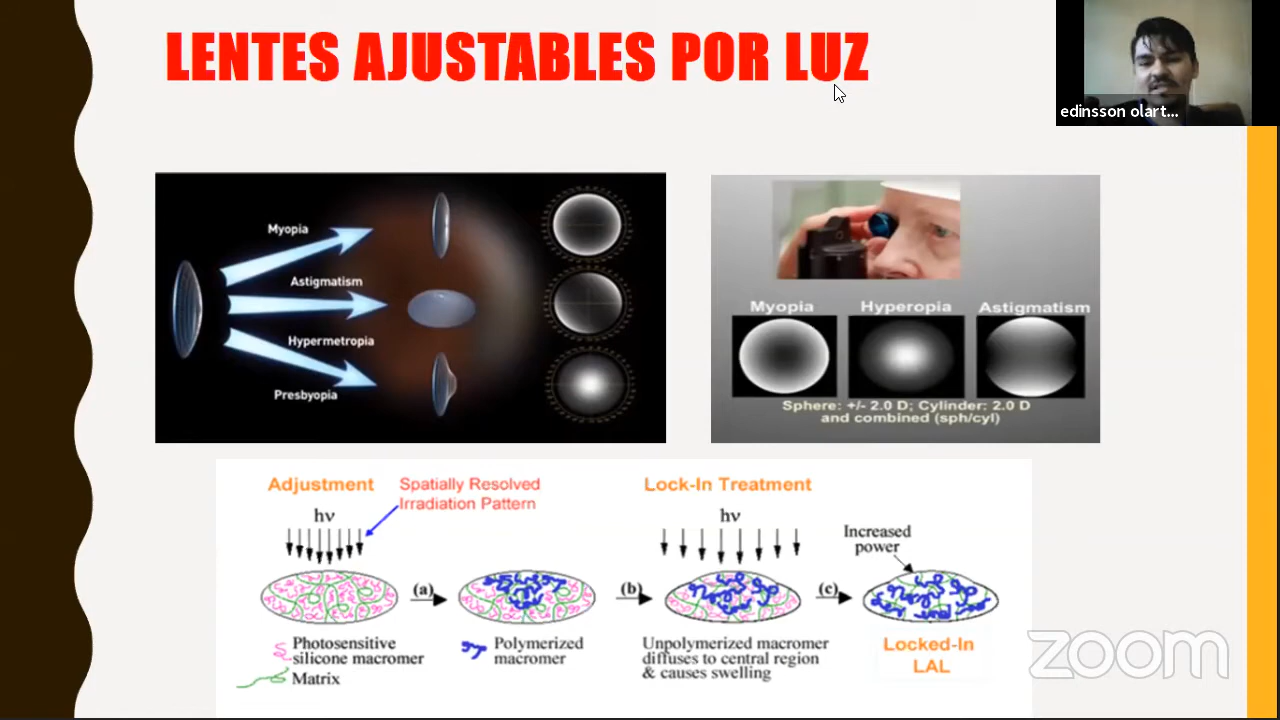 LENTES AJUSTABLES POR LUZ
edinsson olart...
Myopia
Astigmatism
Hypermetropia
Presbyopia
Myopia Hyperopia Astigmatism
Sphere: +/- 2.0 D; Cylinder: 2.0 D
and combined (sph/cyl)
Adjustment
Spatially Resolved
Irradiation Pattern
hν
Lock-In Treatment
hν
Increased
power
(a)
(b)
(c)
Photosensitive
silicone macromer
Matrix
Polymerized
macromer
Unpolymerized macromer
diffuses to central region
& causes swelling
Locked-In
LAL
zoom